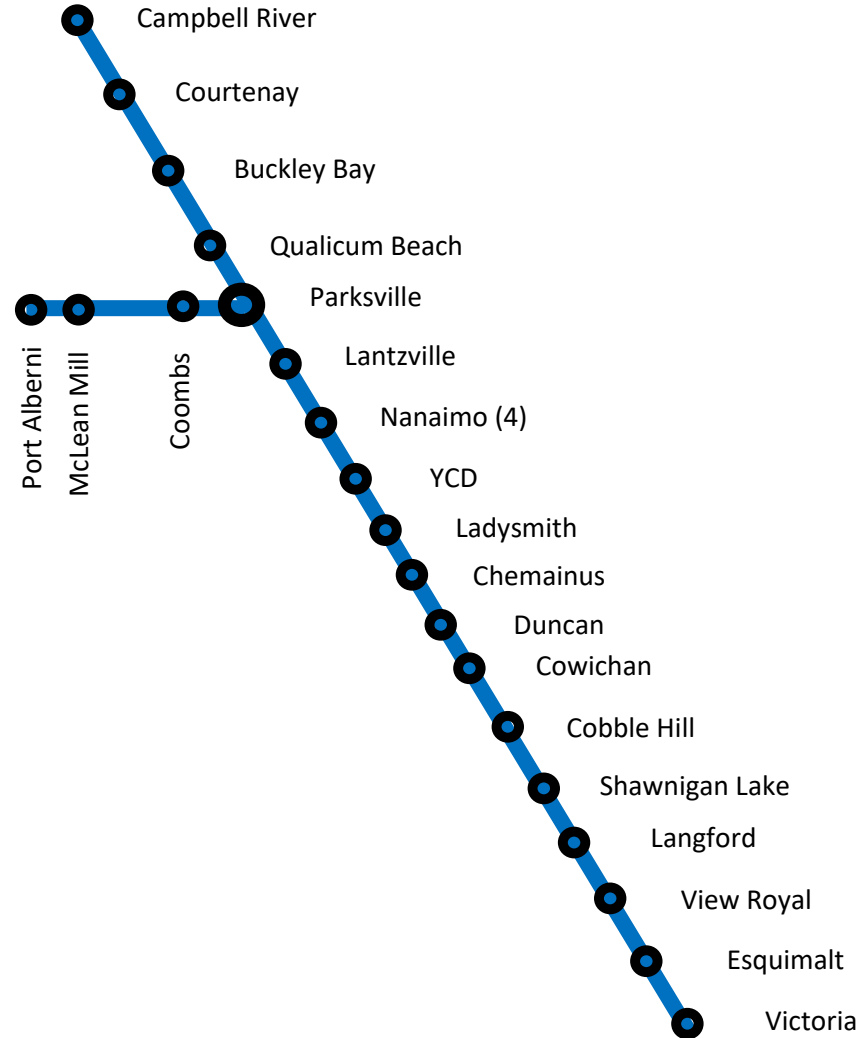 Campbell River
Courtenay
Buckley Bay
Qualicum Beach
Parksville
Port Alberni
McLean Mill
Coombs
Lantzville
Nanaimo (4)
YCD
Ladysmith
Chemainus
Duncan
Cowichan
Cobble Hill
Shawnigan Lake
Langford
View Royal
Esquimalt
Victoria